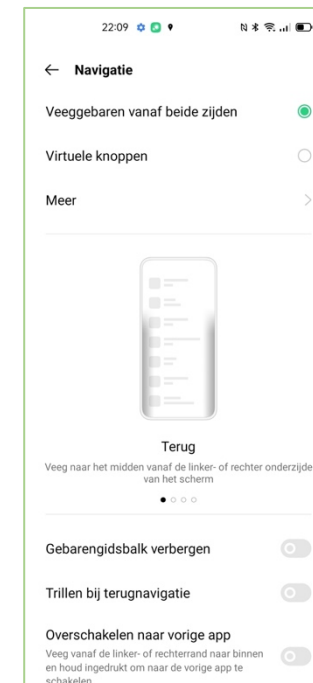 22:09
← Navigatie
Veeggebaren vanaf beide zijden
Virtuele knoppen
Meer
Terug
Veeg naar het midden vanaf de linker- of rechter onderzijde
van het scherm
Gebarengidsbalk verbergen
Trillen bij terugnavigatie
Overschakelen naar vorige app
Veeg vanaf de linker- of rechterrand naar binnen
en houd ingedrukt om naar de vorige app te
schakelen